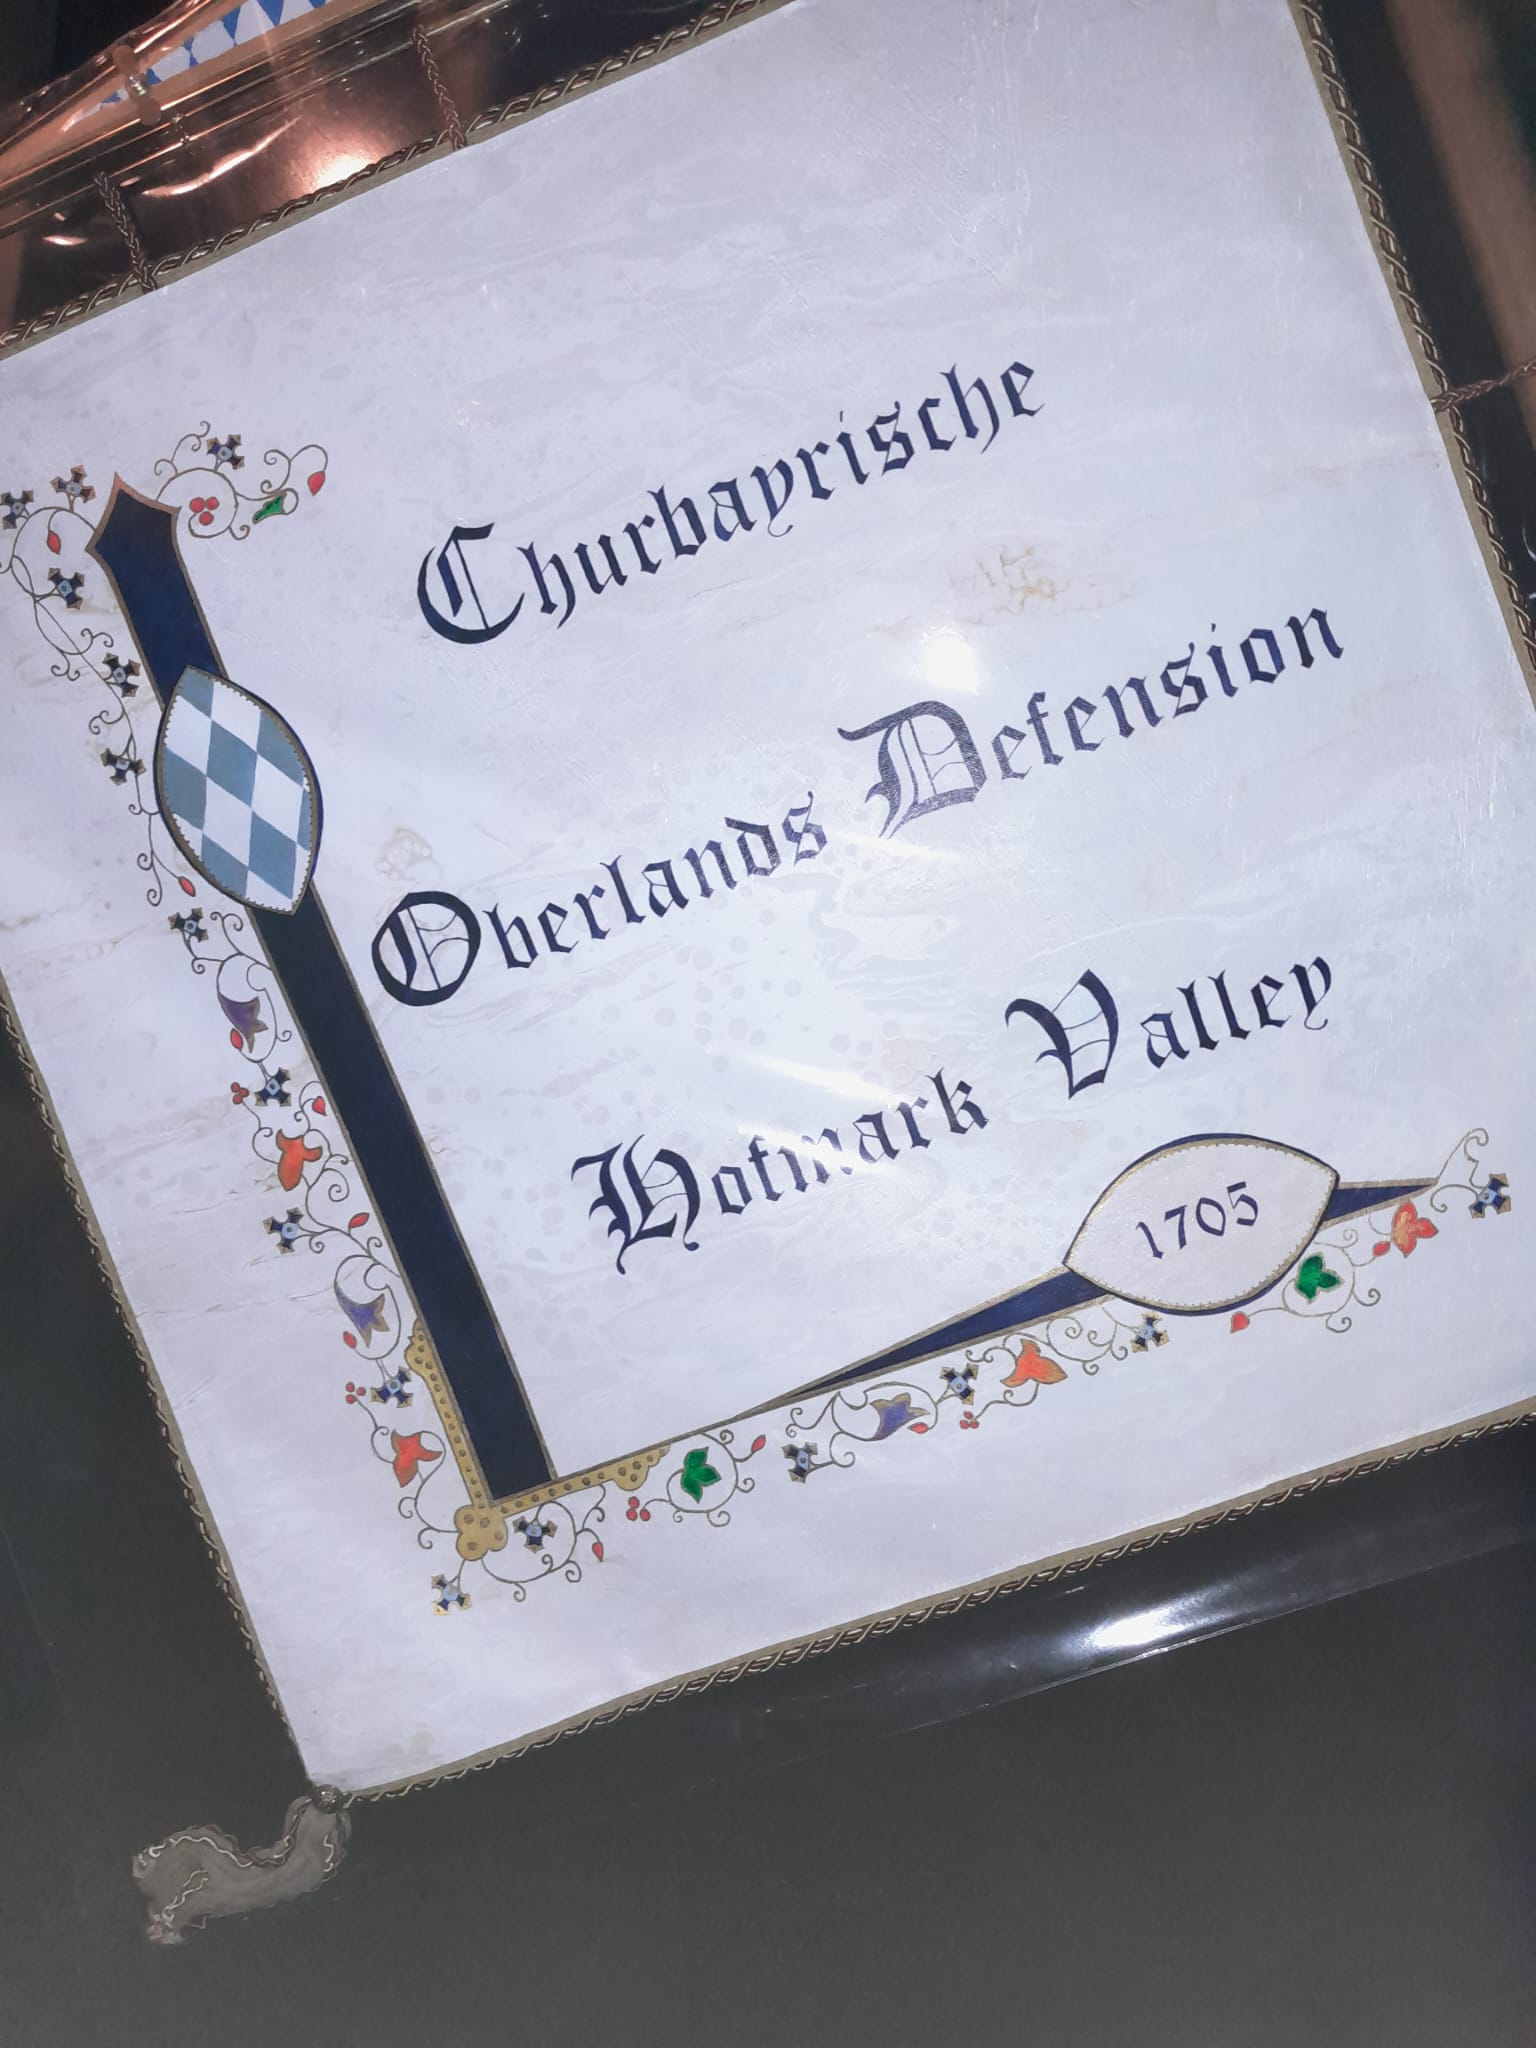 Churbayrische
Oberlands Defension
Hofmark Valley
1705